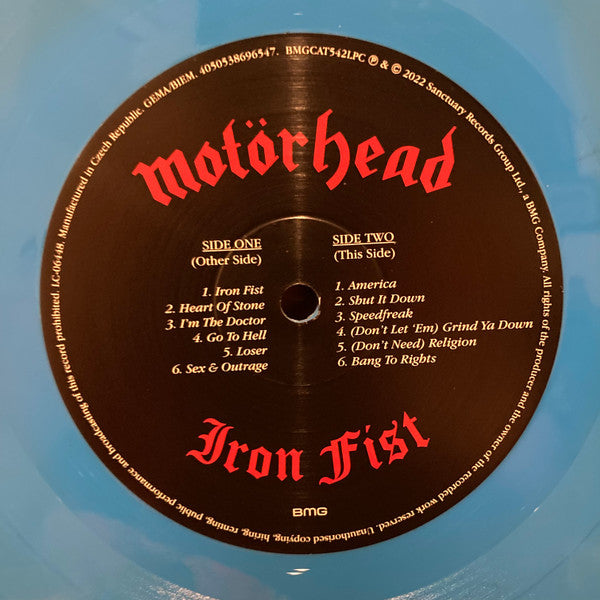 LC-06448. Manufactured in Czech Republic. GEMA/BIEM. 4050538696547. BMGCAT542LPC ℗ & © 2022 Sanctuary Records Group Ltd., a BMG Company. All rights of the producer and the owner of the recorded work reserved. Unauthorised copying, hiring, renting, public performance and broadcasting of this record prohibited.
Motörhead
SIDE ONE
(Other Side)
1. Iron Fist
2. Heart Of Stone
3. I'm The Doctor
4. Go To Hell
5. Loser
6. Sex & Outrage
SIDE TWO
(This Side)
1. America
2. Shut It Down
3. Speedfreak
4. (Don't Let ‘Em) Grind Ya Down
5. (Don't Need) Religion
6. Bang To Rights
Iron Fist
BMG